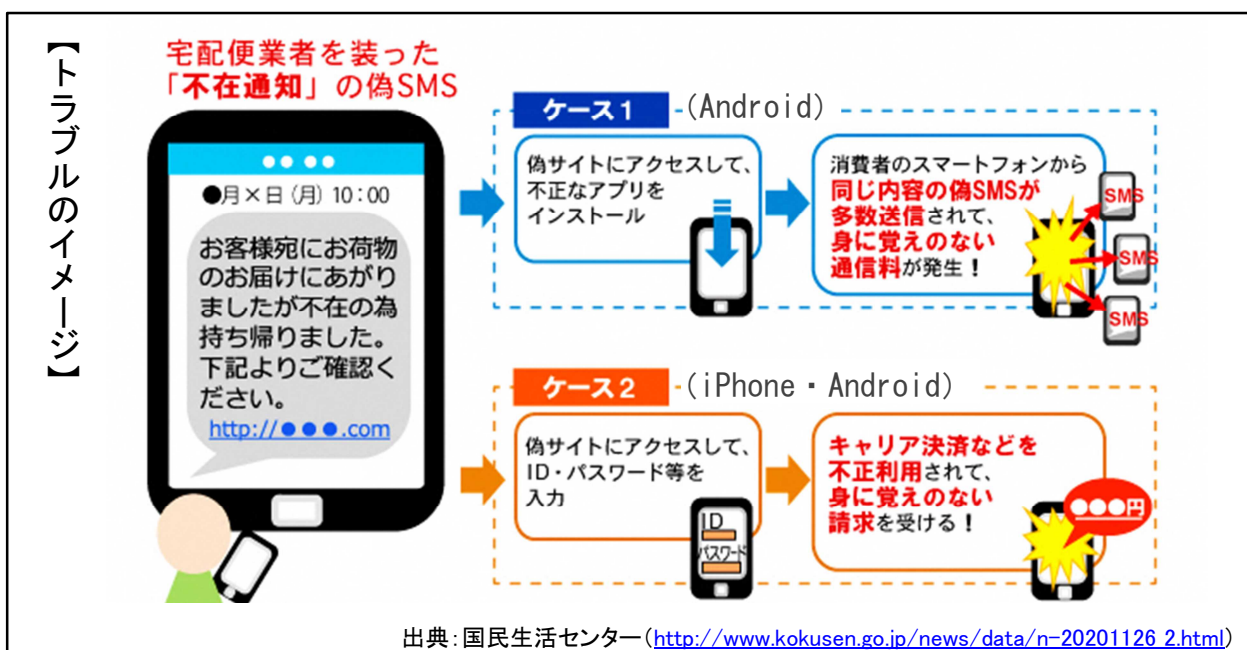 【トラブルのイメージ】
宅配便業者を装った
「不在通知」の偽SMS
●●●●
●月×日(月)10:00
お客様宛にお荷物
のお届けにあがり
ましたが不在の為
持ち帰りました。
下記よりご確認く
ださい。
http://●●●.com
ケース1 (Android)
偽サイトにアクセスして、
不正なアプリを
インストール
消費者のスマートフォンから
同じ内容の偽SMSが
多数送信されて、
身に覚えのない
通信料が発生!
SMS
SMS
SMS
ケース2 (iPhone・Android)
偽サイトにアクセスして、
ID・パスワード等を
入力
ID
パスワード
キャリア決済などを
不正利用されて、
身に覚えのない
請求を受ける!
●●●円
出典:国民生活センター(http://www.kokusen.go.jp/news/data/n-20201126_2.html)